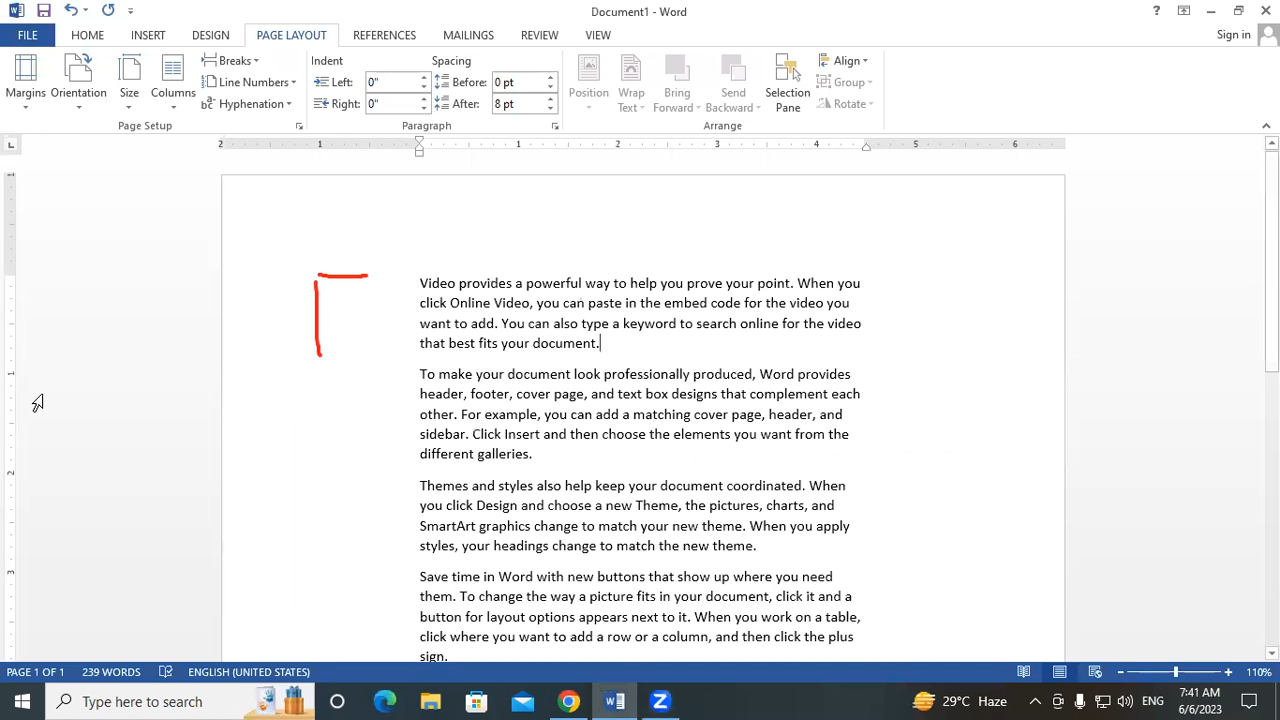 Document1 - Word
? Sign in
FILE HOME INSERT DESIGN PAGE LAYOUT REFERENCES MAILINGS REVIEW VIEW
Margins Orientation Size Columns
Breaks
Line Numbers
Hyphenation
Page Setup
Indent
Left: 0"
Right: 0"
Spacing
Before: 0 pt
After: 8 pt
Paragraph
Position Wrap Text Bring Forward Send Backward Selection Pane
Align
Group
Rotate
Arrange
2 1 1 2 3 4 5 6
1
1
2
3
Video provides a powerful way to help you prove your point. When you
click Online Video, you can paste in the embed code for the video you
want to add. You can also type a keyword to search online for the video
that best fits your document.
To make your document look professionally produced, Word provides
header, footer, cover page, and text box designs that complement each
other. For example, you can add a matching cover page, header, and
sidebar. Click Insert and then choose the elements you want from the
different galleries.
Themes and styles also help keep your document coordinated. When
you click Design and choose a new Theme, the pictures, charts, and
SmartArt graphics change to match your new theme. When you apply
styles, your headings change to match the new theme.
Save time in Word with new buttons that show up where you need
them. To change the way a picture fits in your document, click it and a
button for layout options appears next to it. When you work on a table,
click where you want to add a row or a column, and then click the plus
sign.
PAGE 1 OF 1 239 WORDS ENGLISH (UNITED STATES) 110%
Type here to search
29°C Haze ENG
7:41 AM
6/6/2023